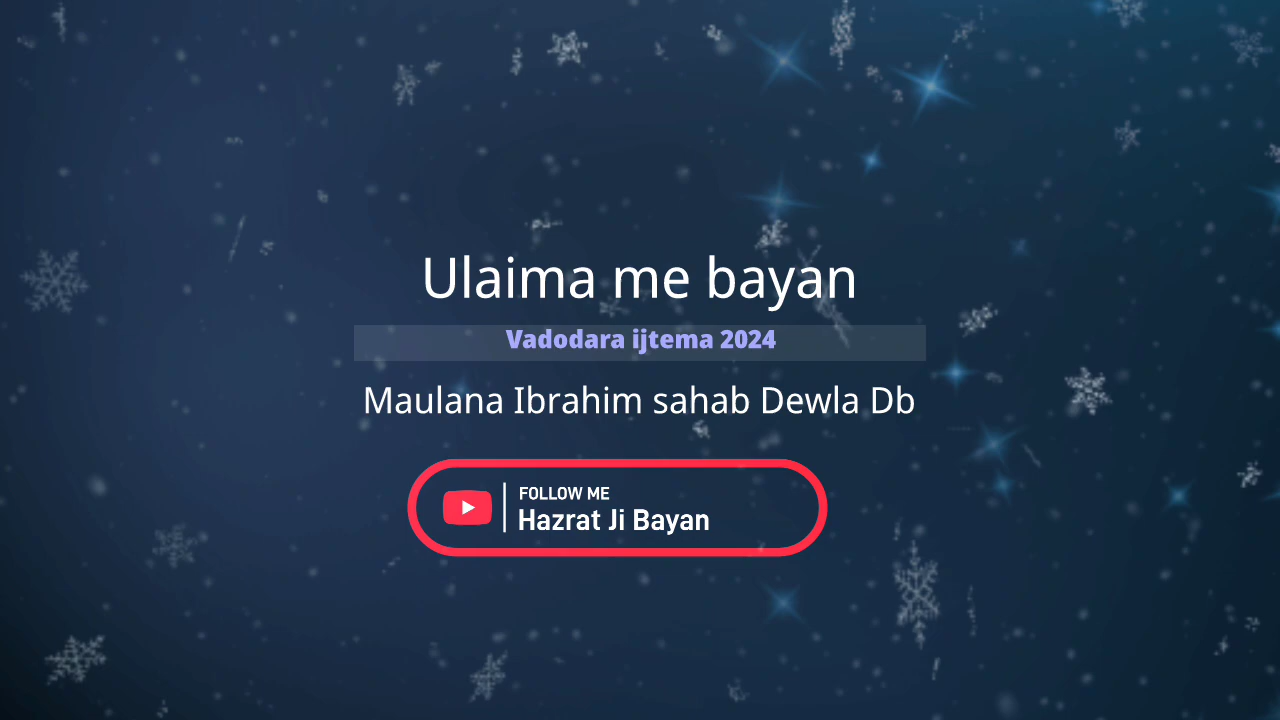 Ulaima me bayan
Vadodara ijtema 2024
Maulana Ibrahim sahab Dewla Db
FOLLOW ME
Hazrat Ji Bayan